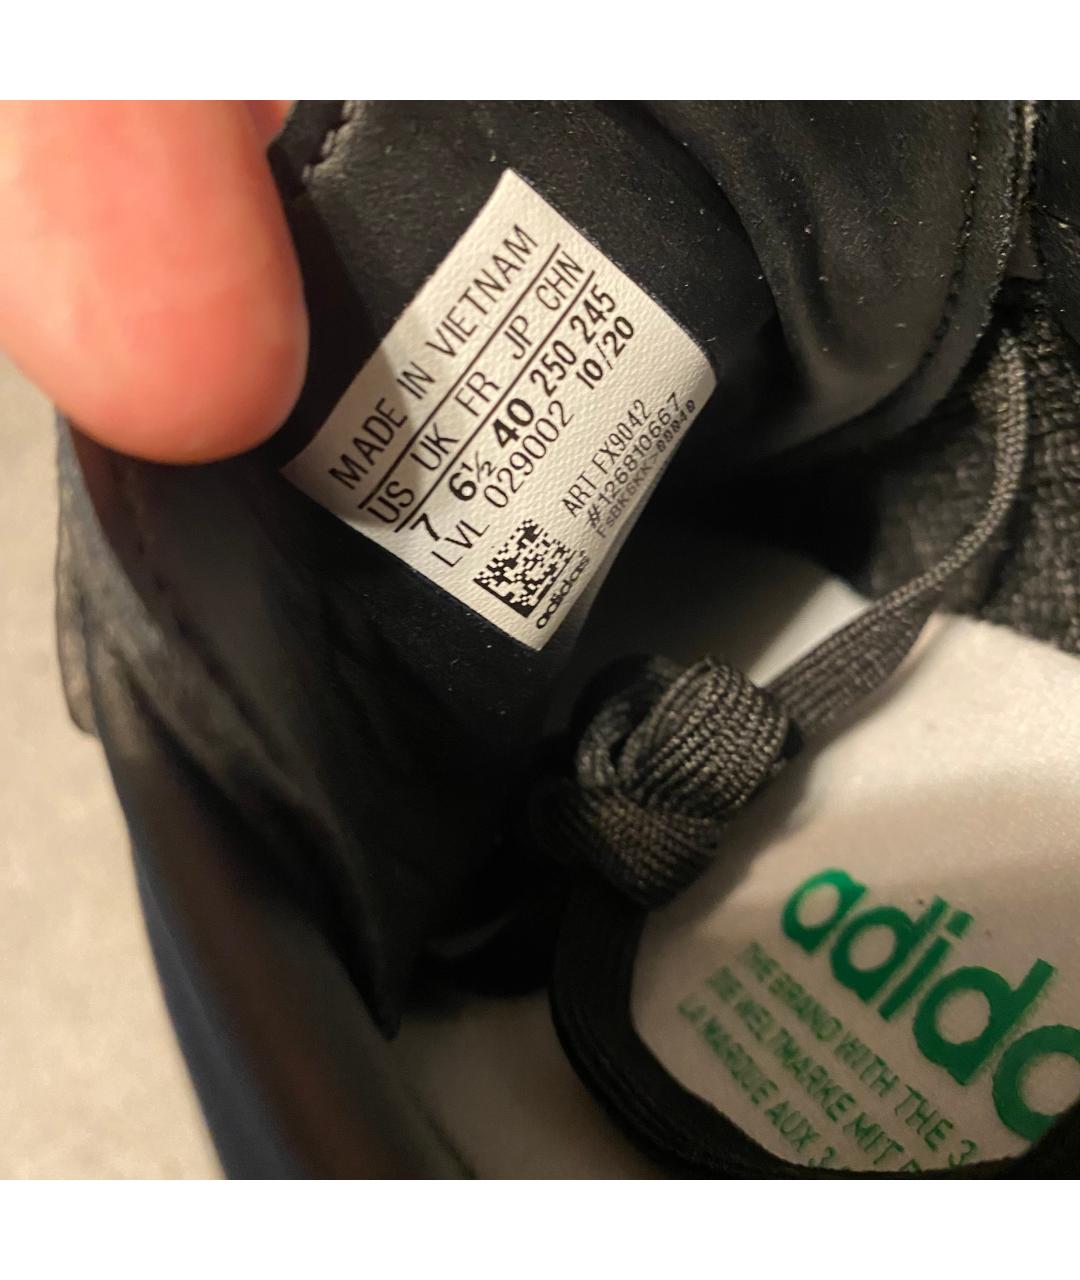 MADE IN VIETNAM
US UK FR JP CHN
7 6½ 40 250 245
LVL 029002 10/20
ART FX9042
#126810667
adidas
adida
THE BRAND WITH THE 3
DIE WELTMARKE MIT
LA MARQUE AUX 3